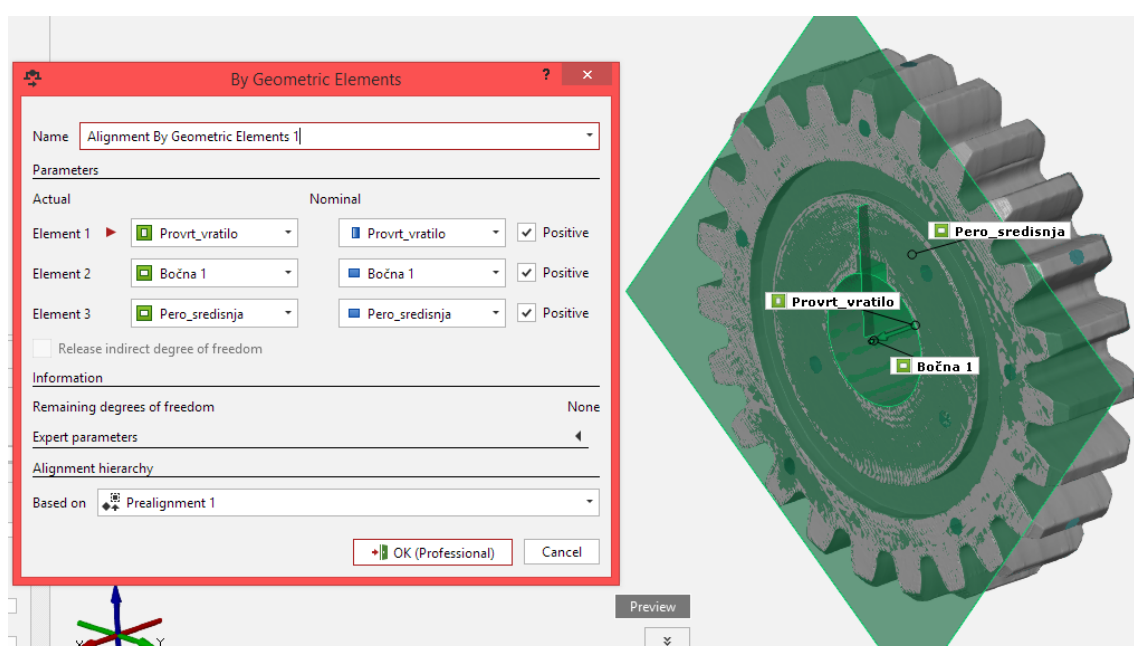 By Geometric Elements
?
×
Name Alignment By Geometric Elements 1
Parameters
Actual Nominal
Element 1 Provrt_vratilo Provrt_vratilo Positive
Element 2 Bočna 1 Bočna 1 Positive
Element 3 Pero_sredisnja Pero_sredisnja Positive
Release indirect degree of freedom
Information
Remaining degrees of freedom None
Expert parameters
Alignment hierarchy
Based on Prealignment 1
OK (Professional) Cancel
Pero_sredisnja
Provrt_vratilo
Bočna 1
Preview
X Y